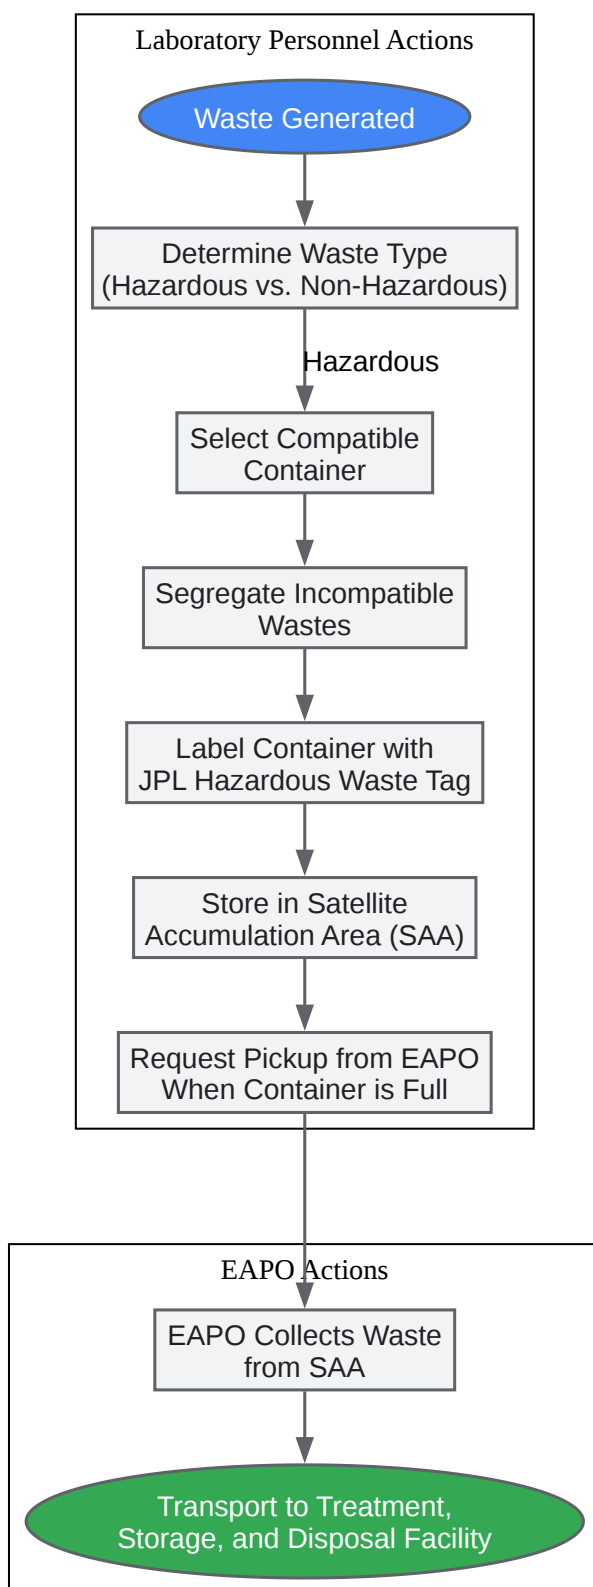 Laboratory Personnel Actions
Waste Generated
Determine Waste Type
(Hazardous vs. Non-Hazardous)
Hazardous
Select Compatible
Container
Segregate Incompatible
Wastes
Label Container with
JPL Hazardous Waste Tag
Store in Satellite
Accumulation Area (SAA)
Request Pickup from EAPO
When Container is Full
EAPO Actions
EAPO Collects Waste
from SAA
Transport to Treatment,
Storage, and Disposal Facility